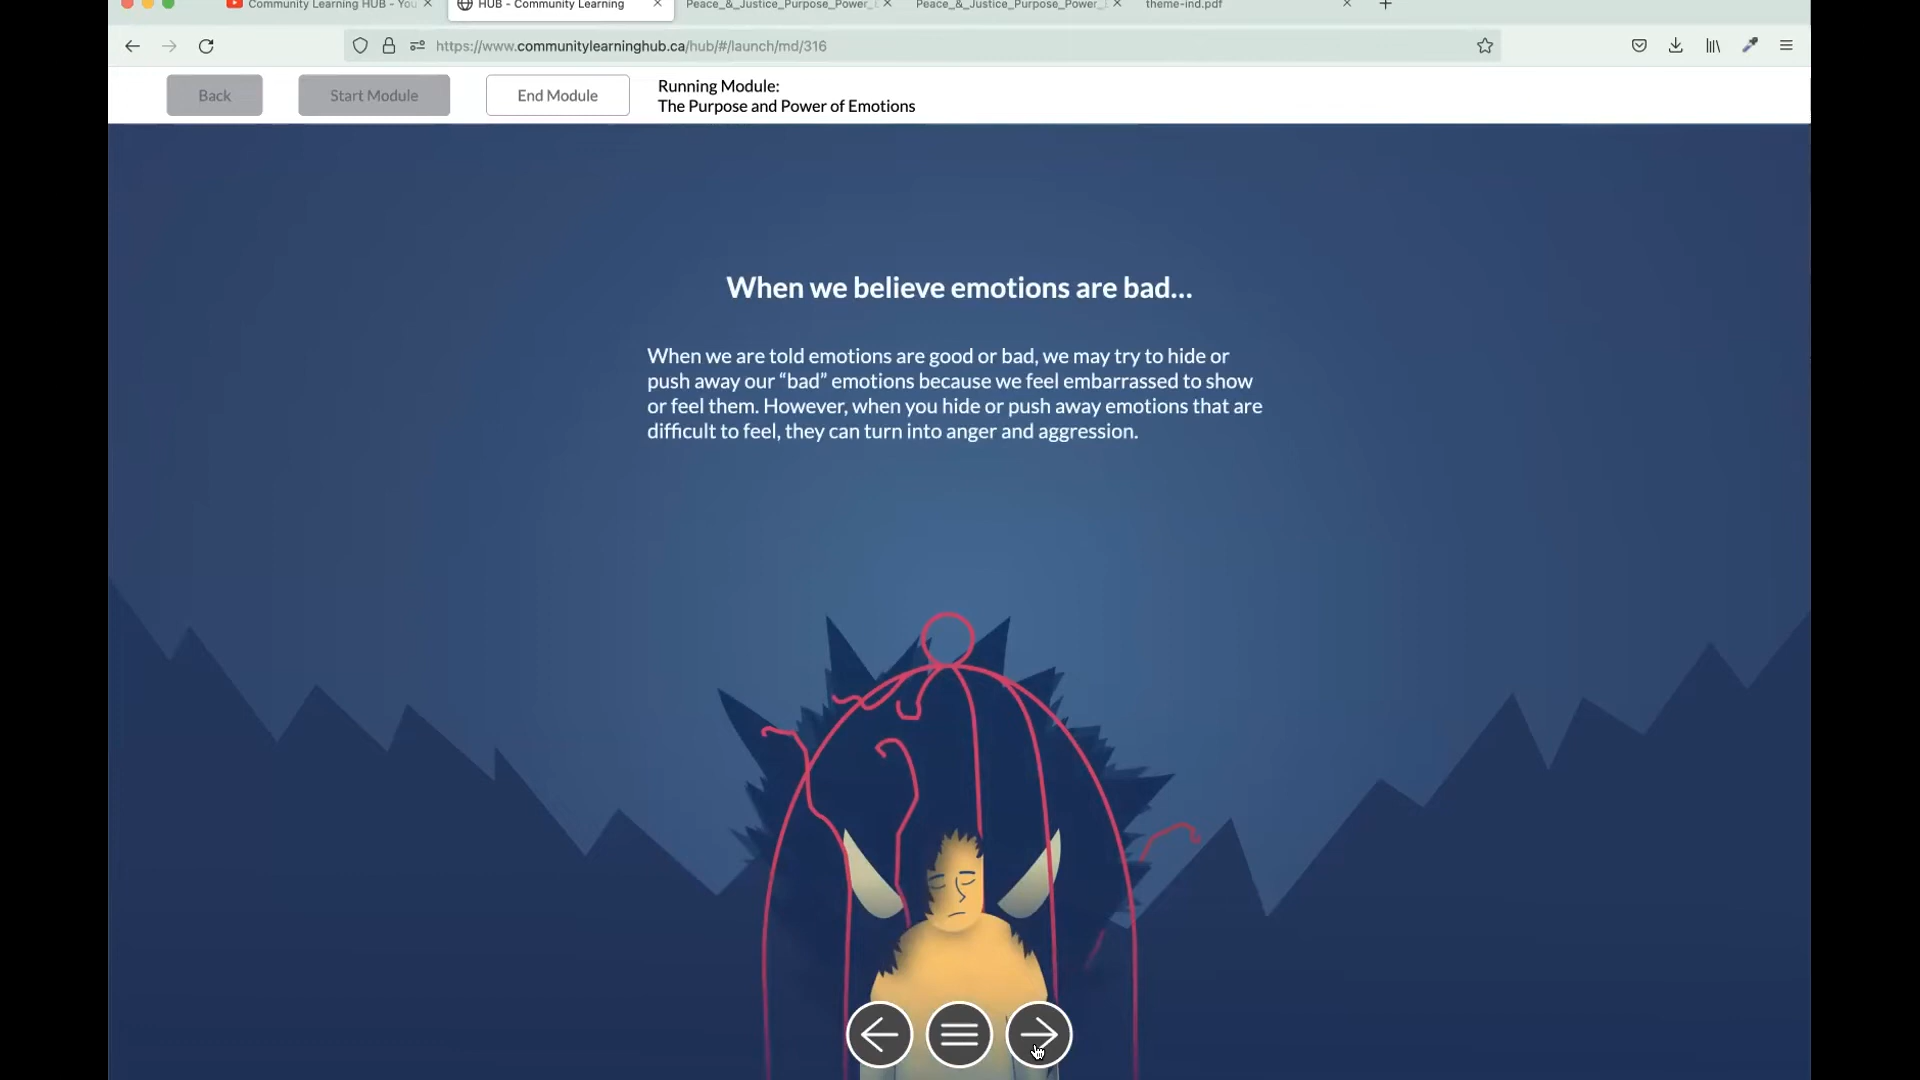 Community Learning HUB - You
HUB - Community Learning
Peace_&_Justice_Purpose_Power_
Peace_&_Justice_Purpose_Power_
theme-ind.pdf
https://www.communitylearninghub.ca/hub/#/launch/md/316
Back
Start Module
End Module
Running Module:
The Purpose and Power of Emotions
When we believe emotions are bad...
When we are told emotions are good or bad, we may try to hide or
push away our “bad” emotions because we feel embarrassed to show
or feel them. However, when you hide or push away emotions that are
difficult to feel, they can turn into anger and aggression.